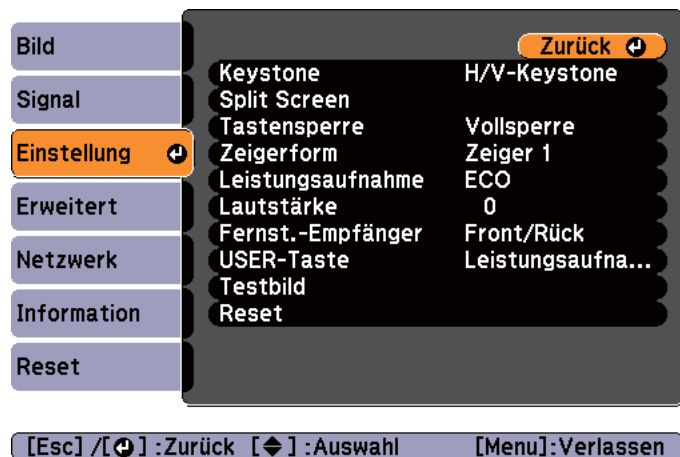 Bild
Signal
Einstellung
Erweitert
Netzwerk
Information
Reset
Zurück
Keystone H/V-Keystone
Split Screen
Tastensperre Vollsperre
Zeigerform Zeiger 1
Leistungsaufnahme ECO
Lautstärke 0
Fernst.-Empfänger Front/Rück
USER-Taste Leistungsaufna...
Testbild
Reset
[Esc] /[⏎] :Zurück [◆] :Auswahl [Menu]:Verlassen